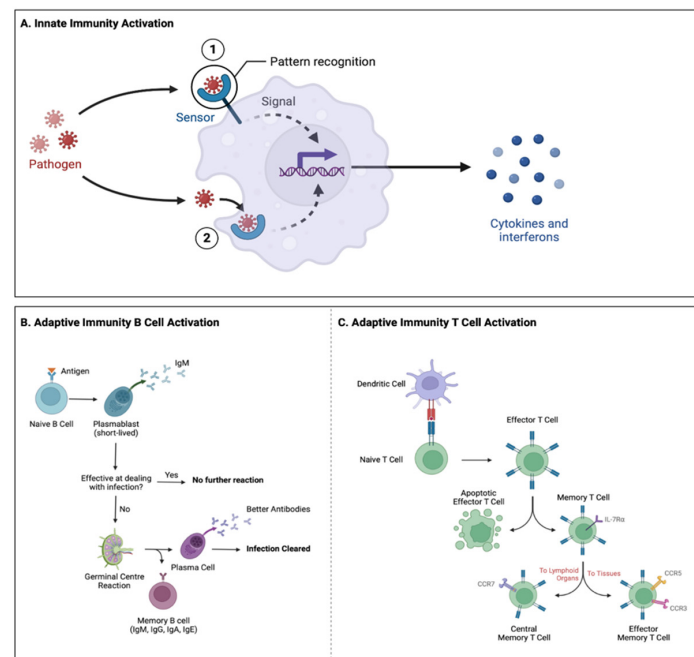 A. Innate Immunity Activation
1
Pattern recognition
Signal
Sensor
Pathogen
2
Cytokines and
interferons
B. Adaptive Immunity B Cell Activation
Antigen
IgM
Naive B Cell
Plasmablast
(short-lived)
Effective at dealing
with infection?
Yes
No further reaction
No
Better Antibodies
Plasma Cell
Infection Cleared
Germinal Centre
Reaction
Memory B cell
(IgM, IgG, IgA, IgE)
C. Adaptive Immunity T Cell Activation
Dendritic Cell
Naive T Cell
Effector T Cell
Apoptotic
Effector T Cell
Memory T Cell
IL-7Rα
To Lymphoid
Organs
To Tissues
CCR7
CCR5
CCR3
Central
Memory T Cell
Effector
Memory T Cell